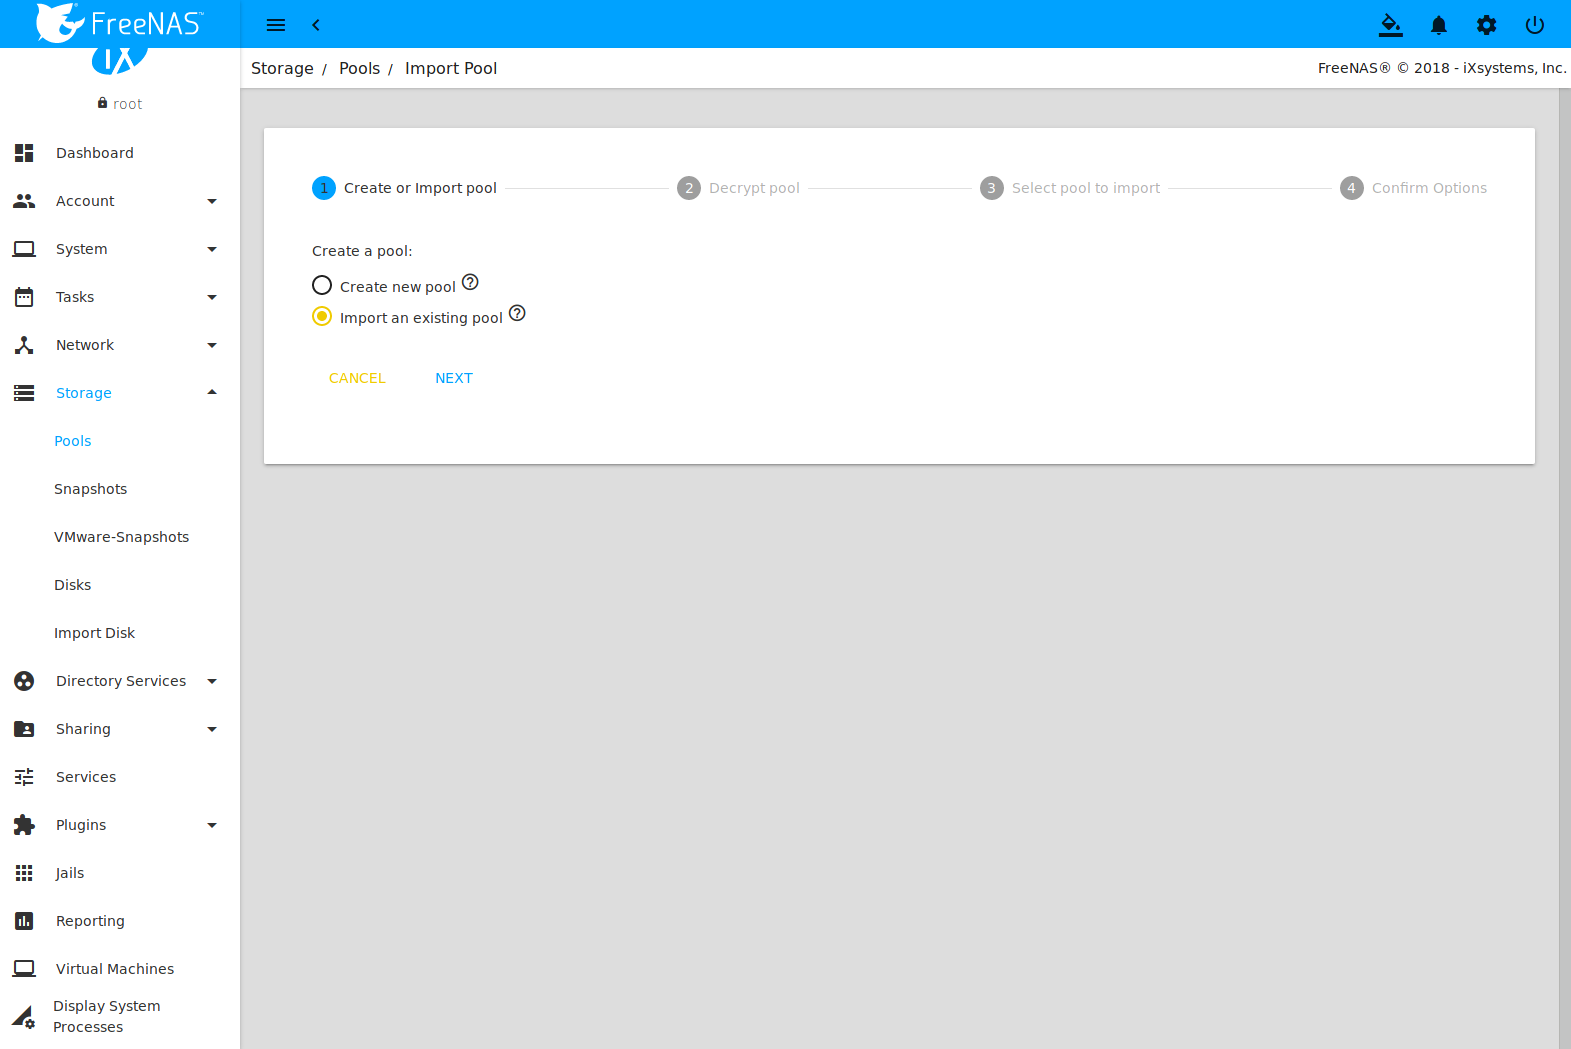 FreeNAS™
iX
root
Storage / Pools / Import Pool
FreeNAS® © 2018 - iXsystems, Inc.
Dashboard
Account
System
Tasks
Network
Storage
Pools
Snapshots
VMware-Snapshots
Disks
Import Disk
Directory Services
Sharing
Services
Plugins
Jails
Reporting
Virtual Machines
Display System
Processes
1 Create or Import pool
2 Decrypt pool
3 Select pool to import
4 Confirm Options
Create a pool:
Create new pool ?
Import an existing pool ?
CANCEL NEXT